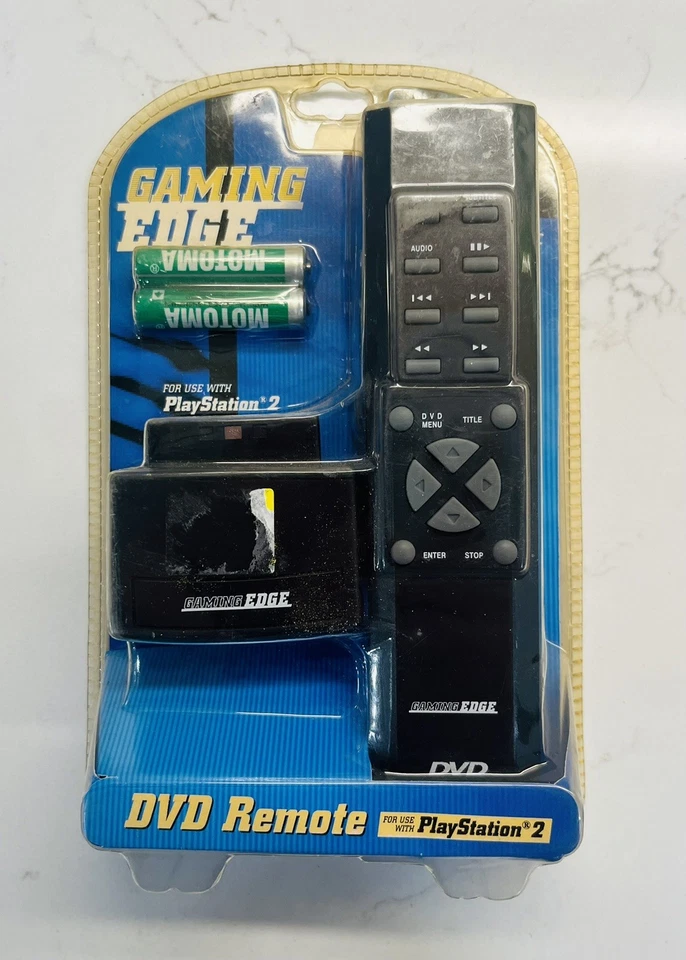 GAMING
EDGE
MOTOMA
MOTOMA
FOR USE WITH
PlayStation® 2
AUDIO
DVD
MENU
TITLE
ENTER
STOP
GAMING EDGE
GAMING EDGE
DVD
DVD Remote
FOR USE
WITH
PlayStation® 2